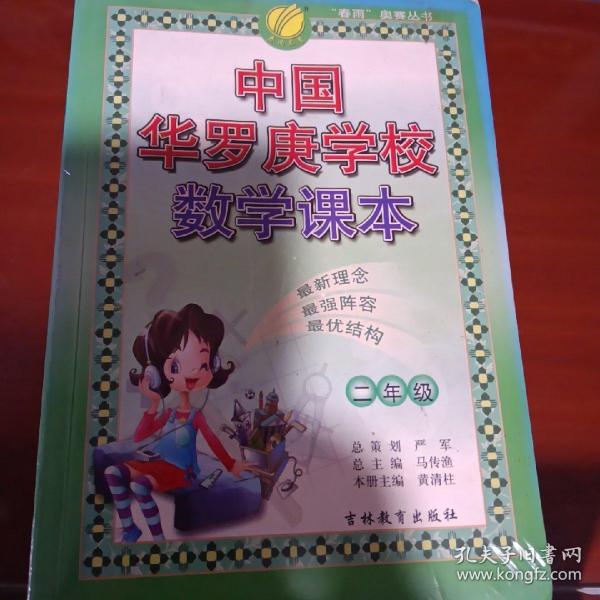 “春雨”奥赛丛书
中国
华罗庚学校
数学课本
最新理念
最强阵容
最优结构
二年级
总策划 严军
总主编 马传渔
本册主编 黄清柱
吉林教育出版社
孔夫子旧书网
www.kongfz.com